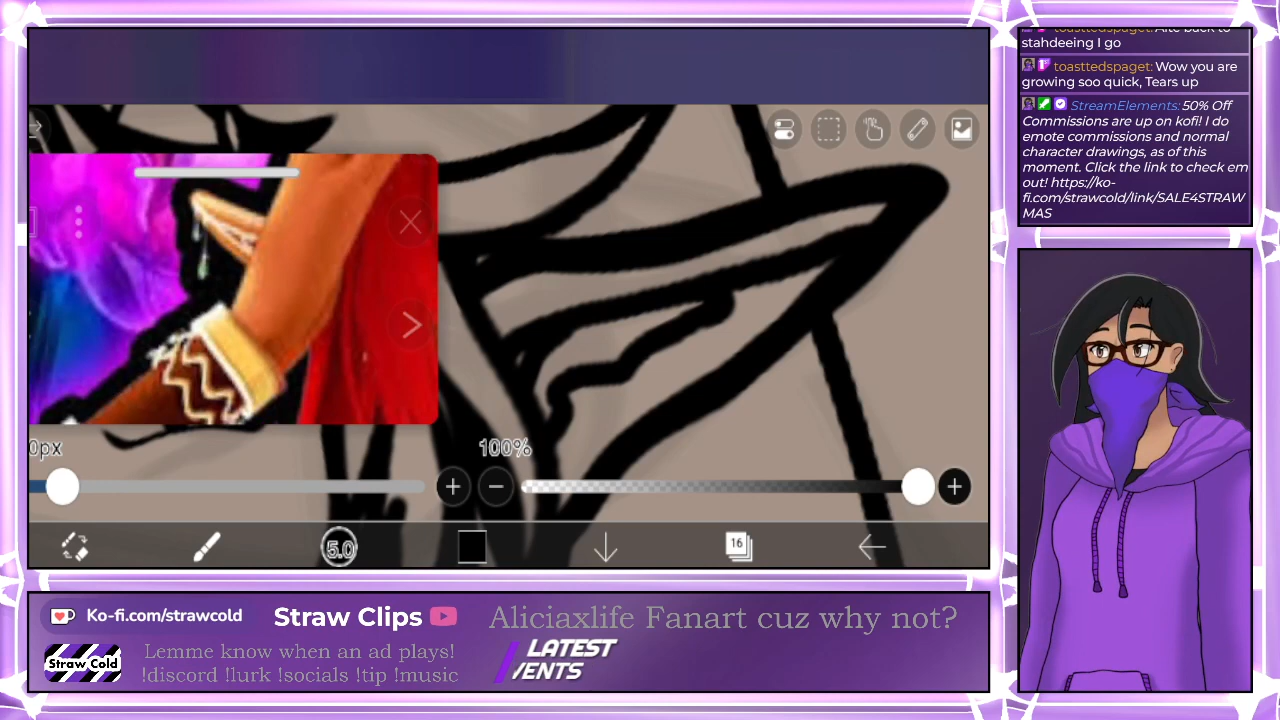 toasttedspaget: Alte back to
stahdeeing I go
toasttedspaget: Wow you are
growing soo quick, Tears up
StreamElements: 50% Off
Commissions are up on kofi! I do
emote commissions and normal
character drawings, as of this
moment. Click the link to check em
out! https://ko-
fi.com/strawcold/link/SALE4STRAW
MAS
0px
100%
5.0
16
Ko-fi.com/strawcold
Straw Clips
Aliciaxlife Fanart cuz why not?
Straw Cold
Lemme know when an ad plays!
!discord !lurk !socials !tip !music
LATEST
/ENTS